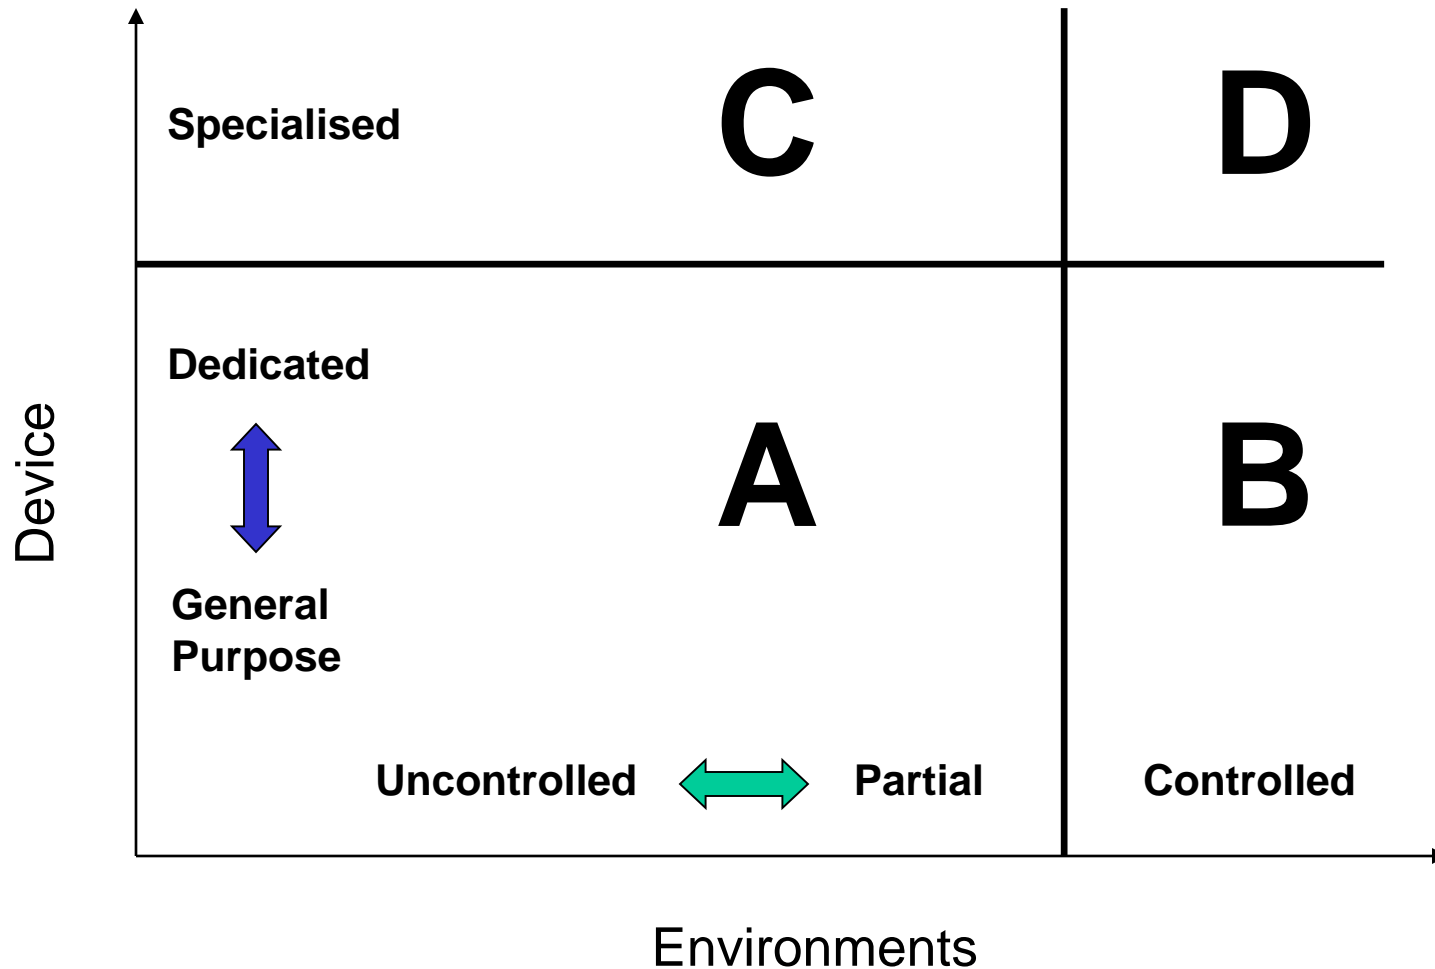 C
D
Specialised
Dedicated
A
B
Device
General
Purpose
Uncontrolled
Partial
Controlled
Environments